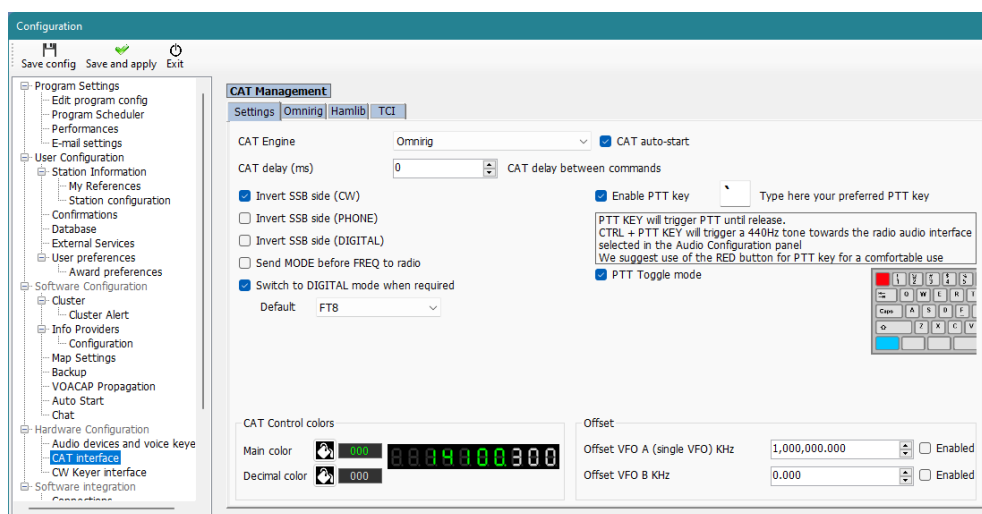 Configuration
Save config Save and apply Exit
Program Settings
Edit program config
Program Scheduler
Performances
E-mail settings
User Configuration
Station Information
My References
Station configuration
Confirmations
Database
External Services
User preferences
Award preferences
Software Configuration
Cluster
Cluster Alert
Info Providers
Configuration
Map Settings
Backup
VOACAP Propagation
Auto Start
Chat
Hardware Configuration
Audio devices and voice keye
CAT interface
CW Keyer interface
Software integration
Connections
CAT Management
Settings Omnirig Hamlib TCI
CAT Engine Omnirig CAT auto-start
CAT delay (ms) 0 CAT delay between commands
Invert SSB side (CW)
Invert SSB side (PHONE)
Invert SSB side (DIGITAL)
Send MODE before FREQ to radio
Switch to DIGITAL mode when required
Default FT8
Enable PTT key ` Type here your preferred PTT key
PTT KEY will trigger PTT until release.
CTRL + PTT KEY will trigger a 440Hz tone towards the radio audio interface
selected in the Audio Configuration panel
We suggest use of the RED button for PTT key for a comfortable use
PTT Toggle mode
Q W E R T
Caps A S D F
Z X C V
CAT Control colors
Main color 000
Decimal color 000
14100.300
Offset
Offset VFO A (single VFO) KHz 1,000,000.000 Enabled
Offset VFO B KHz 0.000 Enabled